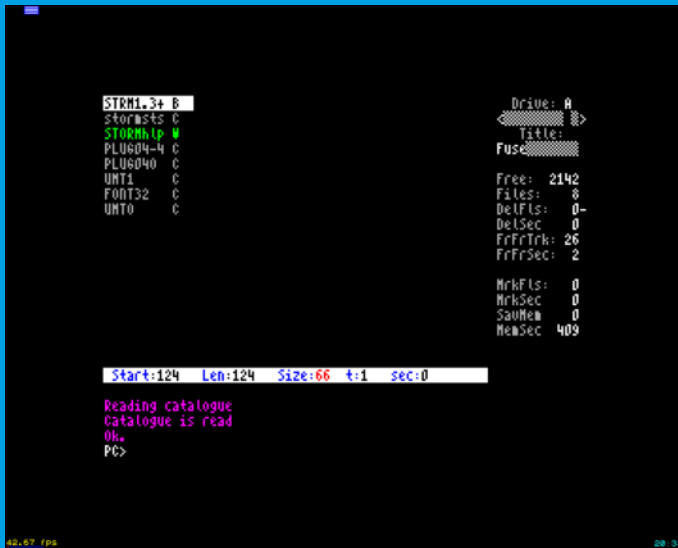 STRM1.3+ B
stormsts C
STORMhlp W
PLUG04-4 C
PLUG040 C
UMT1 C
FONT32 C
UMT0 C
Drive: A
Title:
Fuse
Free: 2142
Files: 8
DelFls: 0-
DelSec 0
FrFrTrk: 26
FrFrSec: 2
MrkFls: 0
MrkSec 0
SavMem 0
MemSec 409
Start:124 Len:124 Size:66 t:1 sec:0
Reading catalogue
Catalogue is read
Ok.
PC>
42.67 fps
20:3